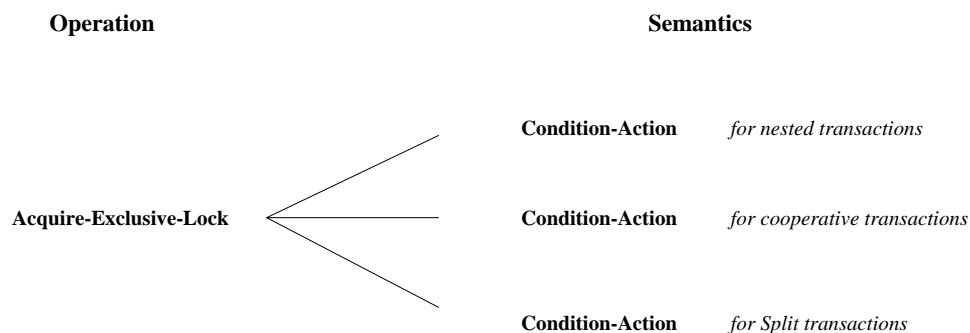 Operation Semantics
Condition-Action for nested transactions
Acquire-Exclusive-Lock Condition-Action for cooperative transactions
Condition-Action for Split transactions